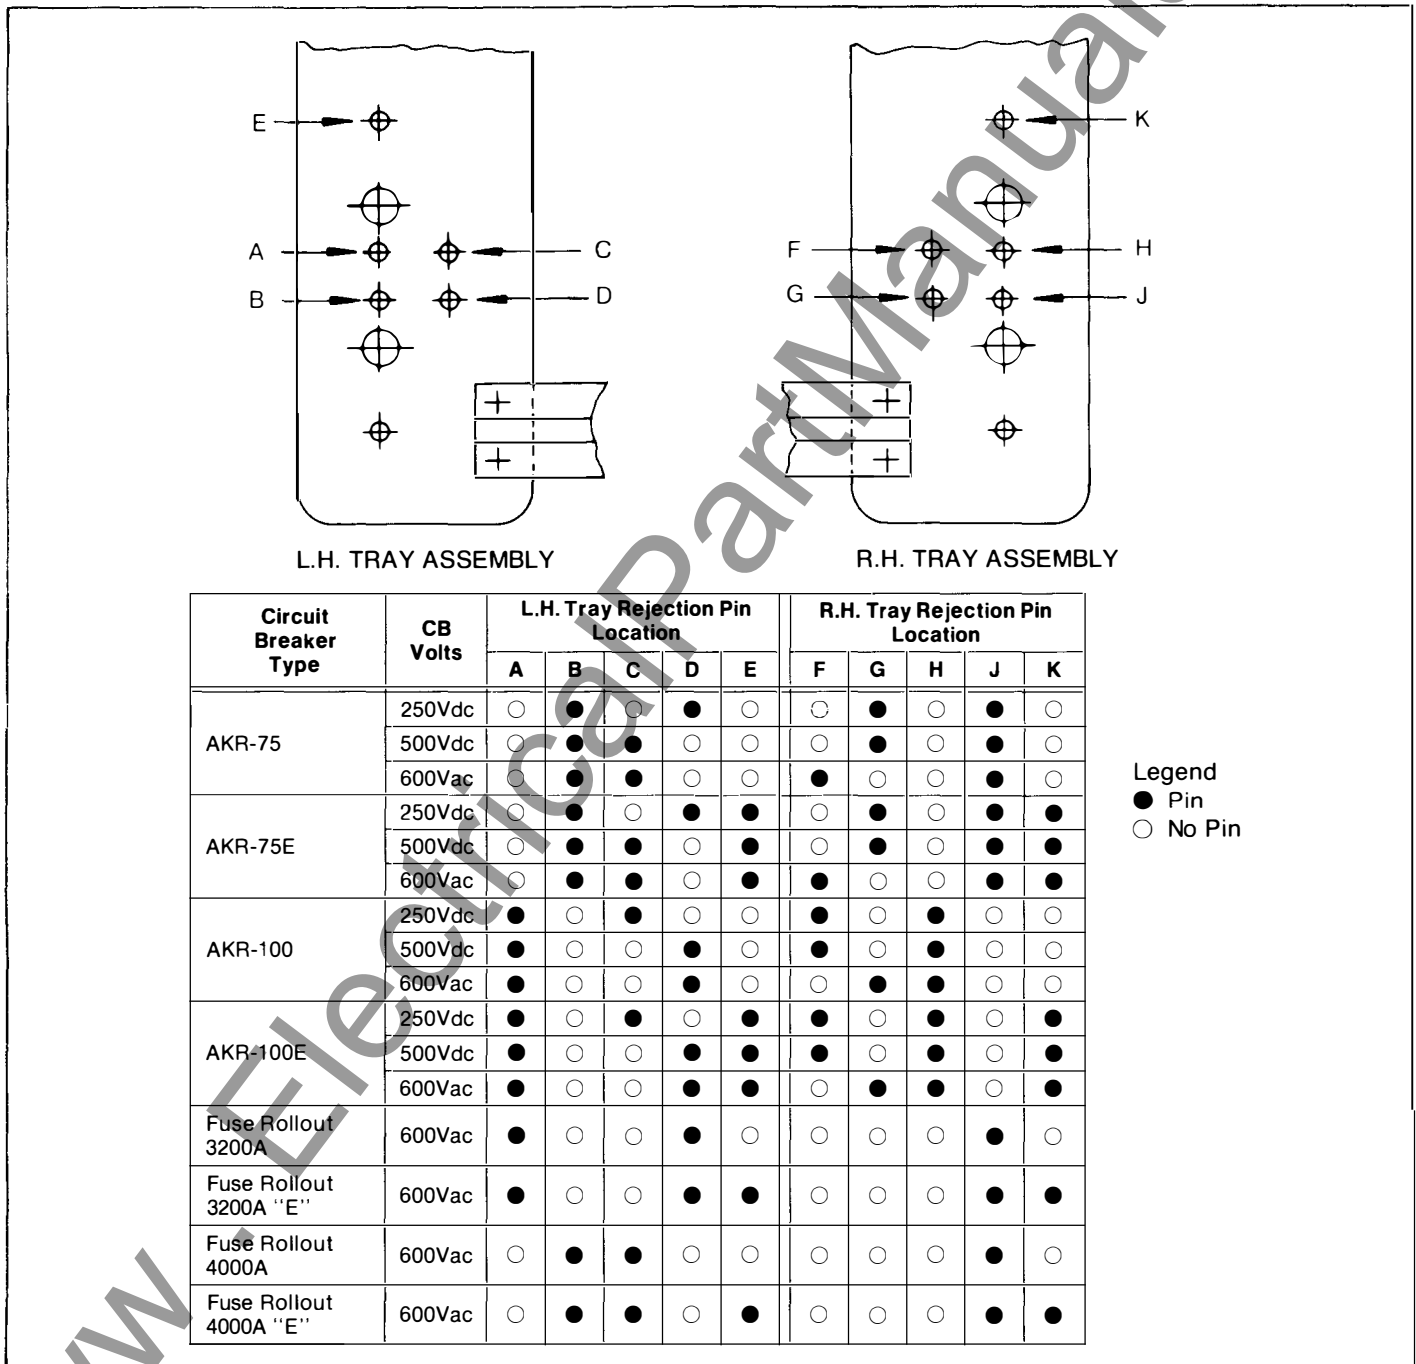 E
K
A
C
F
H
B
D
G
J
L.H. TRAY ASSEMBLY
R.H. TRAY ASSEMBLY
Circuit Breaker Type | CB Volts | L.H. Tray Rejection Pin Location | R.H. Tray Rejection Pin Location
A B C D E F G H J K
AKR-75
250Vdc ○ ● ○ ● ○ ○ ● ○ ● ○
500Vdc ○ ● ● ○ ○ ○ ● ○ ● ○
600Vac ○ ● ● ○ ○ ● ○ ○ ● ○
AKR-75E
250Vdc ○ ● ○ ● ● ○ ● ○ ● ●
500Vdc ○ ● ● ○ ● ○ ● ○ ● ●
600Vac ○ ● ● ○ ● ● ○ ○ ● ●
AKR-100
250Vdc ● ○ ● ○ ○ ● ○ ● ○ ○
500Vdc ● ○ ○ ● ○ ● ○ ● ○ ○
600Vac ● ○ ○ ● ○ ○ ● ● ○ ○
AKR-100E
250Vdc ● ○ ● ○ ● ● ○ ● ○ ●
500Vdc ● ○ ○ ● ● ● ○ ● ○ ●
600Vac ● ○ ○ ● ● ○ ● ● ○ ●
Fuse Rollout 3200A 600Vac ● ○ ○ ● ○ ○ ○ ○ ● ○
Fuse Rollout 3200A "E" 600Vac ● ○ ○ ● ● ○ ○ ○ ● ●
Fuse Rollout 4000A 600Vac ○ ● ● ○ ○ ○ ○ ○ ● ○
Fuse Rollout 4000A "E" 600Vac ○ ● ● ○ ● ○ ○ ○ ● ●
Legend
● Pin
○ No Pin
w . ElectricalPartManual